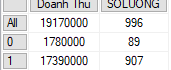 Doanh Thu SOLUONG
All 19170000 996
0 1780000 89
1 17390000 907